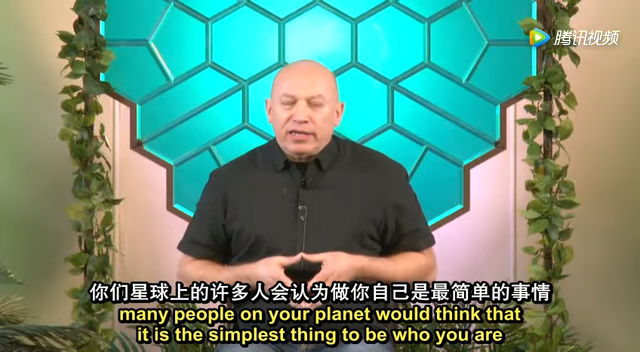 腾讯视频
你们星球上的许多人会认为做你自己是最简单的事情
many people on your planet would think that
it is the simplest thing to be who you are